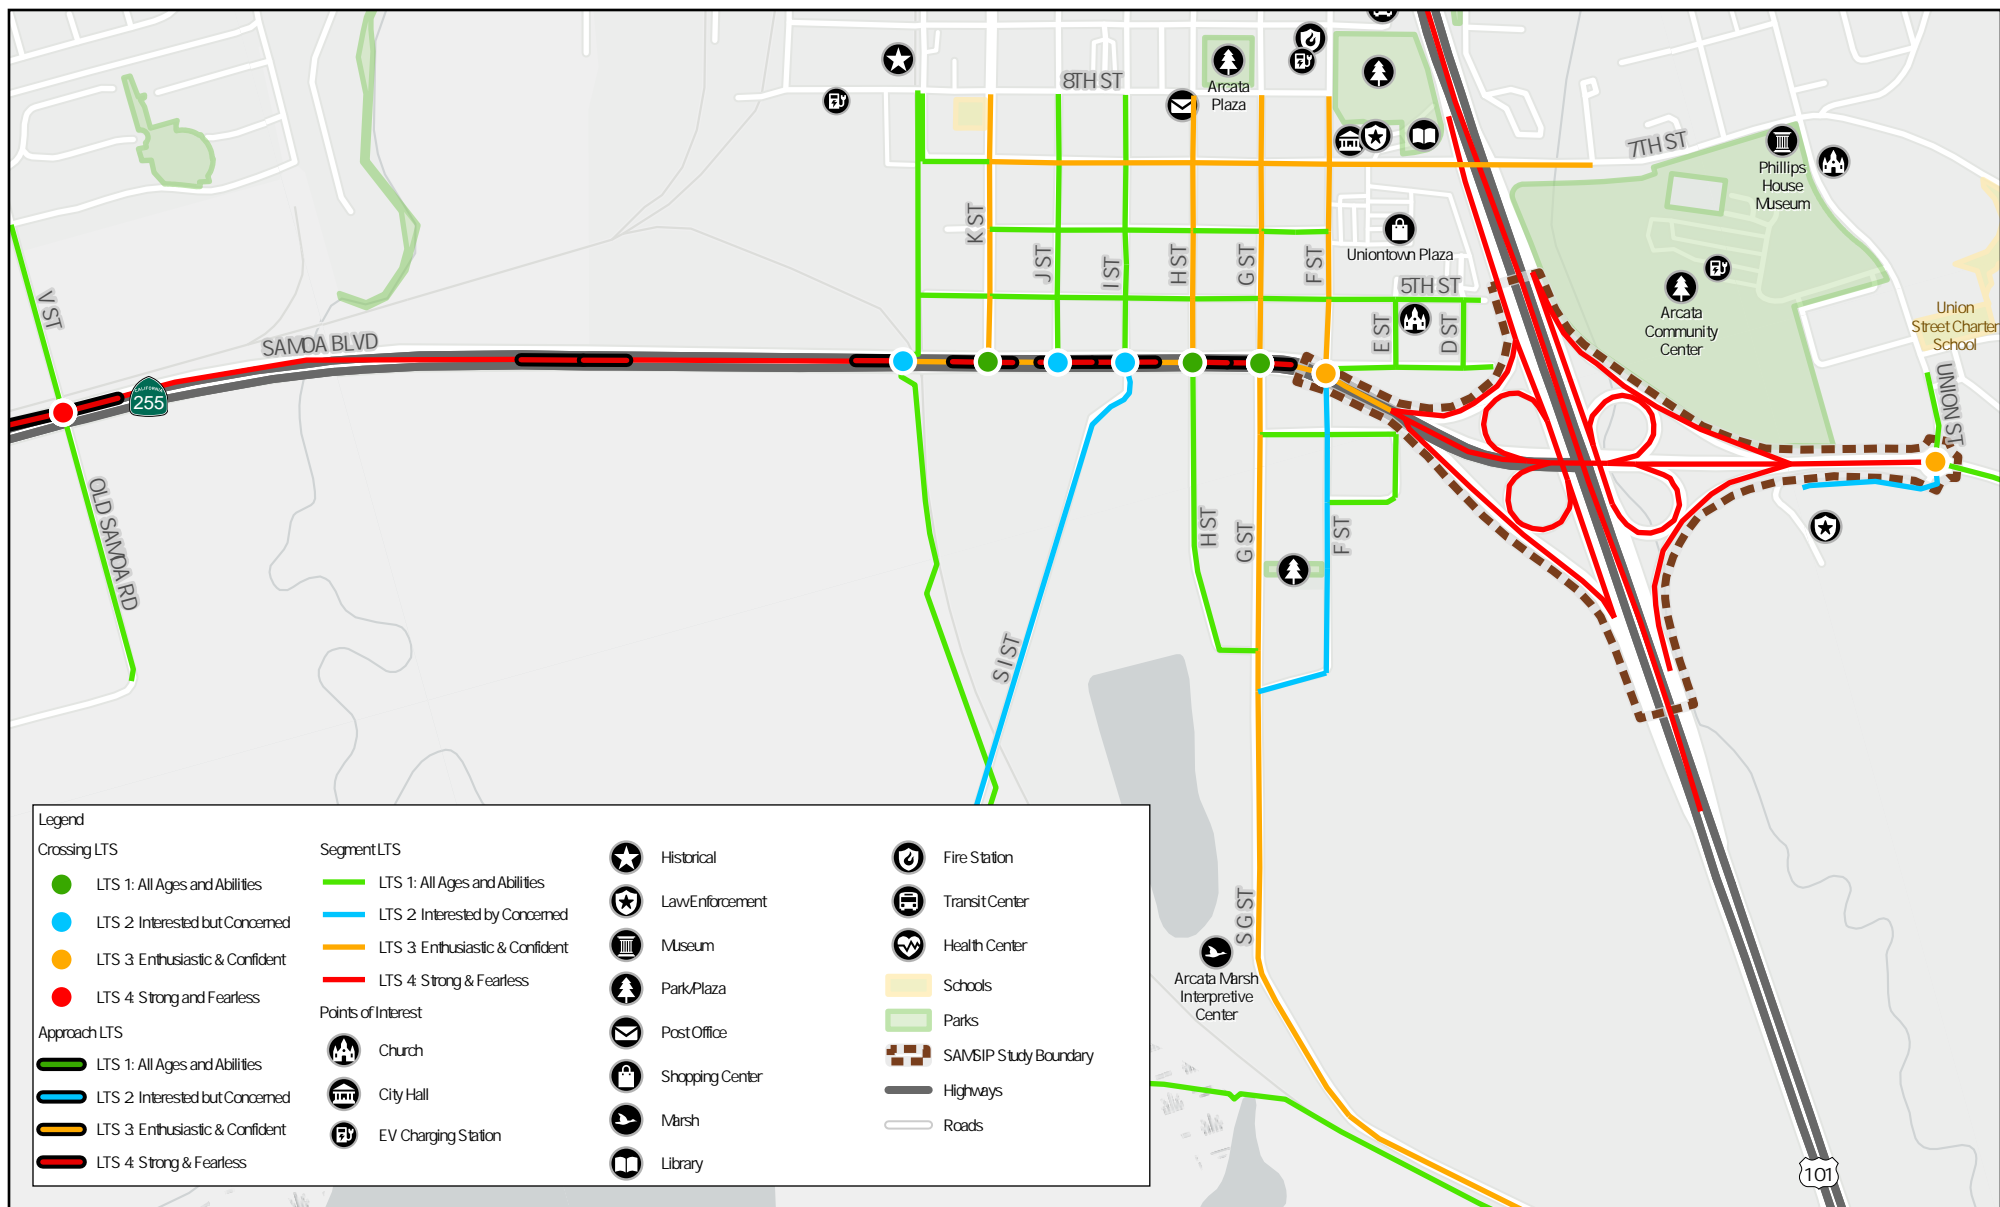 8TH ST
Arcata
Plaza
7TH ST
Phillips
House
Museum
K ST
J ST
I ST
H ST
G ST
F ST
Uniontown Plaza
5TH ST
E ST
D ST
V ST
SAMOA BLVD
CALIFORNIA
255
Arcata
Community
Center
Union
Street Charter
School
UNION ST
OLD SAMOA RD
H ST
G ST
F ST
S I ST
S G ST
Arcata Marsh
Interpretive
Center
101
Legend
Crossing LTS
LTS 1: All Ages and Abilities
LTS 2: Interested but Concerned
LTS 3: Enthusiastic & Confident
LTS 4: Strong and Fearless
Approach LTS
LTS 1: All Ages and Abilities
LTS 2: Interested but Concerned
LTS 3: Enthusiastic & Confident
LTS 4: Strong & Fearless
Segment LTS
LTS 1: All Ages and Abilities
LTS 2: Interested by Concerned
LTS 3: Enthusiastic & Confident
LTS 4: Strong & Fearless
Points of Interest
Church
City Hall
EV Charging Station
Historical
Law Enforcement
Museum
Park/Plaza
Post Office
Shopping Center
Marsh
Library
Fire Station
Transit Center
Health Center
Schools
Parks
SAMSIP Study Boundary
Highways
Roads